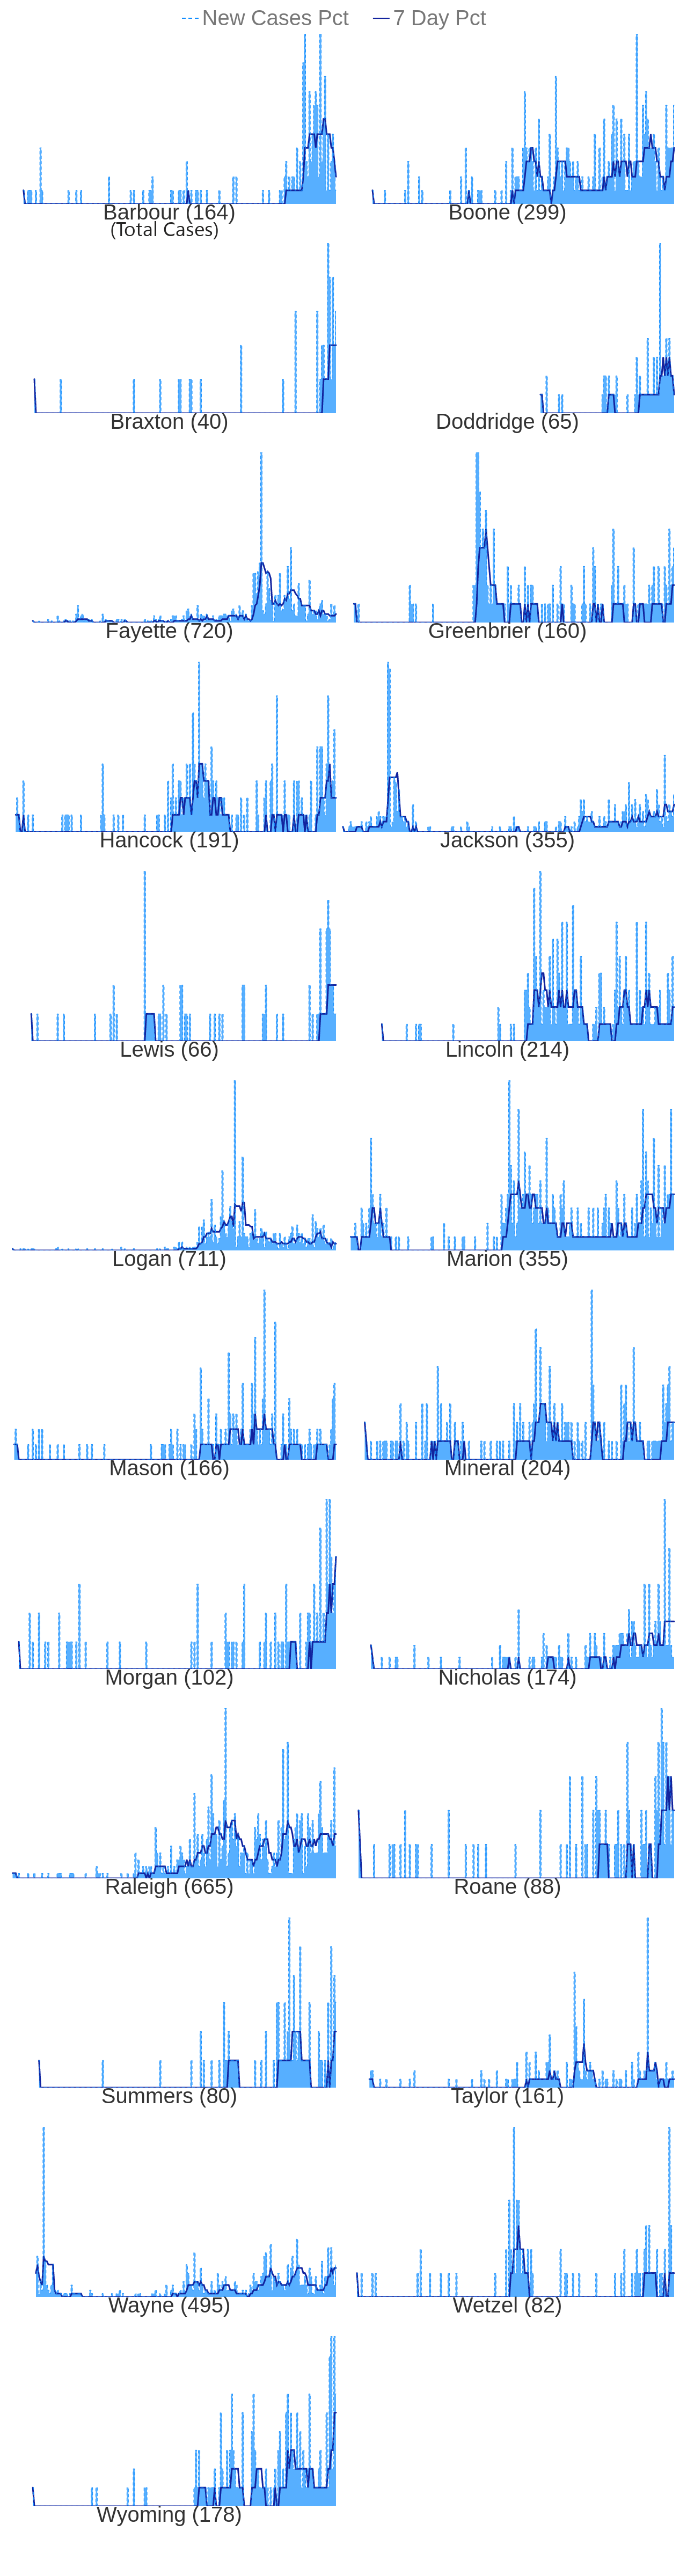 New Cases Pct 7 Day Pct
Barbour (164) Boone (299)
(Total Cases)
Braxton (40) Doddridge (65)
Fayette (720) Greenbrier (160)
Hancock (191) Jackson (355)
Lewis (66) Lincoln (214)
Logan (711) Marion (355)
Mason (166) Mineral (204)
Morgan (102) Nicholas (174)
Raleigh (665) Roane (88)
Summers (80) Taylor (161)
Wayne (495) Wetzel (82)
Wyoming (178)